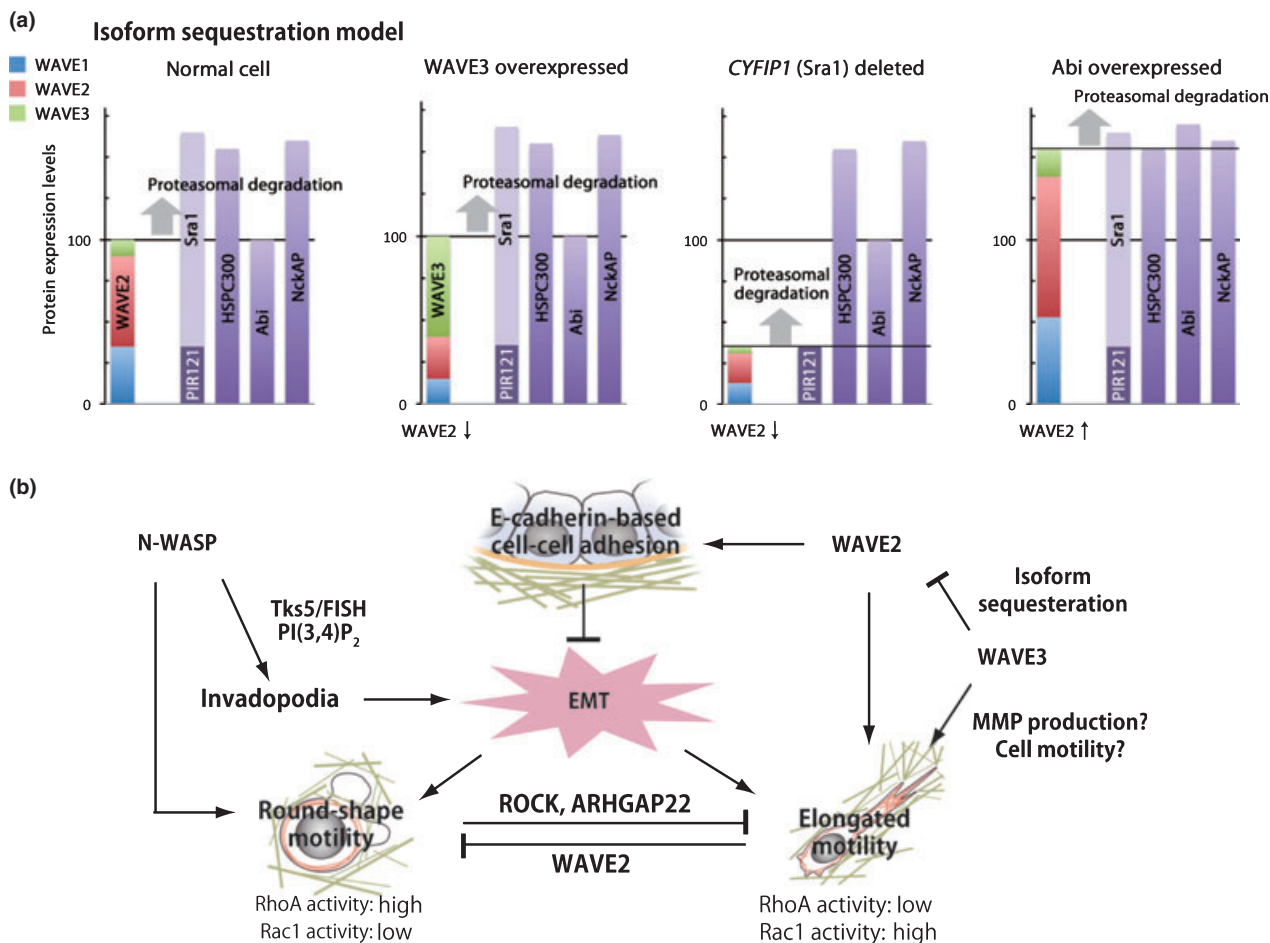 (a)
Isoform sequestration model
WAVE1
WAVE2
WAVE3
Protein expression levels
Normal cell
Proteasomal degradation
100
0
WAVE2
Sra1
PIR121
HSPC300
Abi
NckAP
WAVE3 overexpressed
Proteasomal degradation
100
0
WAVE3
Sra1
PIR121
HSPC300
Abi
NckAP
WAVE2 ↓
CYFIP1 (Sra1) deleted
100
0
Proteasomal
degradation
PIR121
HSPC300
Abi
NckAP
WAVE2 ↓
Abi overexpressed
Proteasomal degradation
100
0
Sra1
PIR121
HSPC300
Abi
NckAP
WAVE2 ↑
(b)
N-WASP
Tks5/FISH
PI(3,4)P2
Invadopodia
E-cadherin-based
cell-cell adhesion
WAVE2
Isoform
sequesteration
WAVE3
MMP production?
Cell motility?
EMT
Round-shape
motility
ROCK, ARHGAP22
WAVE2
Elongated
motility
RhoA activity: high
Rac1 activity: low
RhoA activity: low
Rac1 activity: high